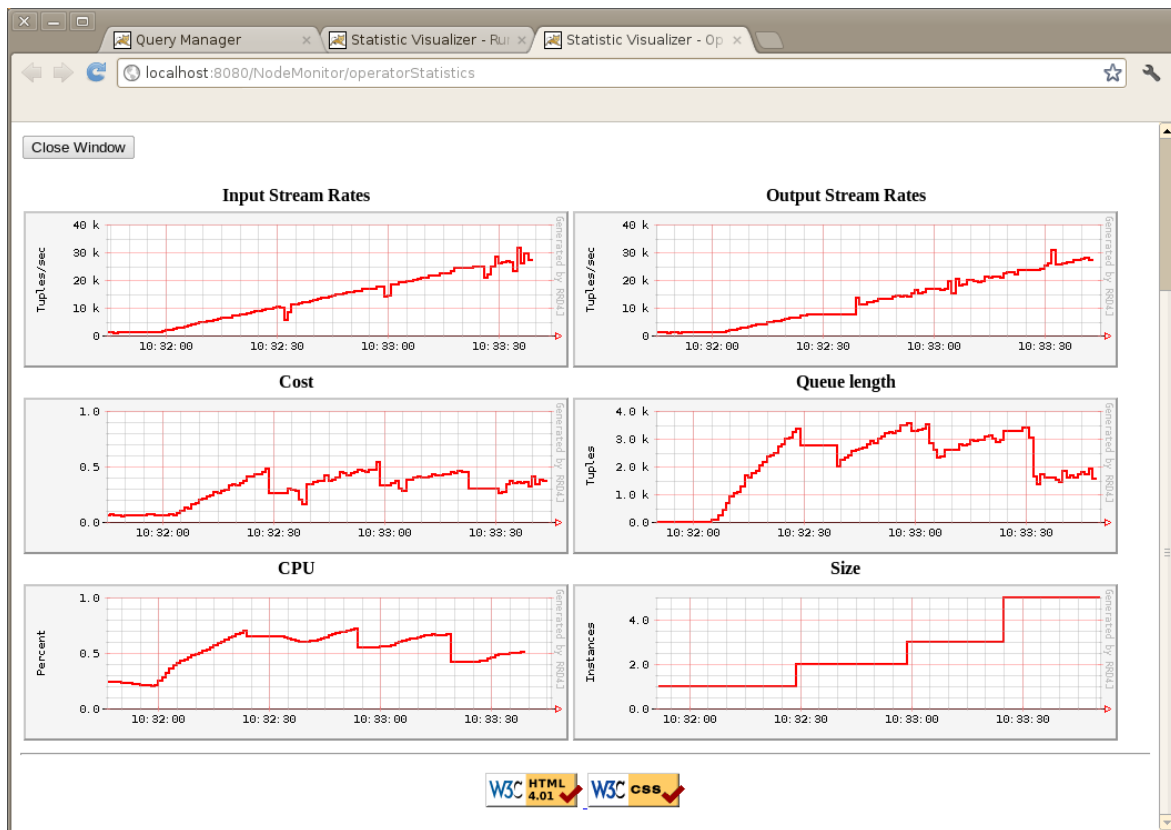 Query Manager
Statistic Visualizer - Ru
Statistic Visualizer - Op
localhost:8080/NodeMonitor/operatorStatistics
Close Window
Input Stream Rates
Tuples/sec
40 k
30 k
20 k
10 k
0
10:32:00 10:32:30 10:33:00 10:33:30
Generated by RRD4J
Output Stream Rates
Tuples/sec
40 k
30 k
20 k
10 k
0
10:32:00 10:32:30 10:33:00 10:33:30
Generated by RRD4J
Cost
1.0
0.5
0.0
10:32:00 10:32:30 10:33:00 10:33:30
Generated by RRD4J
Queue length
Tuples
4.0 k
3.0 k
2.0 k
1.0 k
0.0
10:32:00 10:32:30 10:33:00 10:33:30
Generated by RRD4J
CPU
Percent
1.0
0.5
0.0
10:32:00 10:32:30 10:33:00 10:33:30
Generated by RRD4J
Size
Instances
4.0
2.0
0.0
10:32:00 10:32:30 10:33:00 10:33:30
Generated by RRD4J
W3C HTML 4.01
W3C css